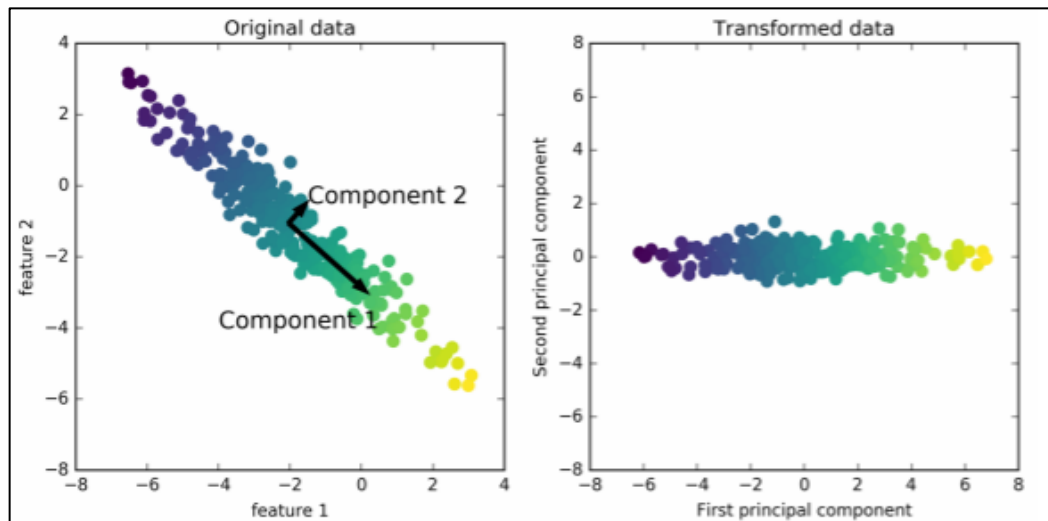 Original data
4
2
0
−2
−4
−6
−8
feature 2
Component 2
Component 1
−8 −6 −4 −2 0 2 4
feature 1
Transformed data
8
6
4
2
0
−2
−4
−6
−8
Second principal component
−8 −6 −4 −2 0 2 4 6 8
First principal component